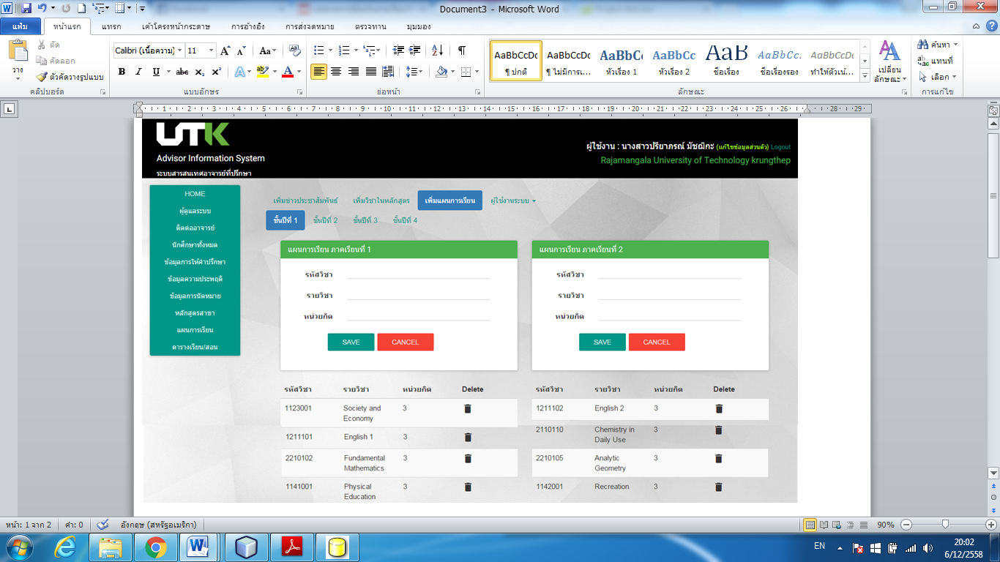 Document3 - Microsoft Word
แฟ้ม หน้าแรก แทรก เค้าโครงหน้ากระดาษ การอ้างอิง การส่งจดหมาย ตรวจทาน มุมมอง
วาง
ตัด
คัดลอก
ตัวคัดวางรูปแบบ
คลิปบอร์ด
Calibri (เนื้อความ) 11
แบบอักษร
ย่อหน้า
AaBbCcDc AaBbCcDc AaBbC AaBbCc AaB AaBbCc. AaBbCcDc
¶ ปกติ ¶ ไม่มีการเ... หัวเรื่อง 1 หัวเรื่อง 2 ชื่อเรื่อง ชื่อเรื่องรอง ทำให้ตัวเน้...
ลักษณะ
เปลี่ยน
ลักษณะ
ค้นหา
แทนที่
เลือก
การแก้ไข
1 2 3 4 5 6 7 8 9 10 11 12 13 14 15 16 17 18 19 20 21 22 23 24 25 26 28 29
UTK
Advisor Information System
ระบบสารสนเทศอาจารย์ที่ปรึกษา
ผู้ใช้งาน : นางสาวปรียาภรณ์ มัชฌิกะ (แก้ไขข้อมูลส่วนตัว) Logout
Rajamangala University of Technology krungthep
HOME
ผู้ดูแลระบบ
ติดต่ออาจารย์
นักศึกษาทั้งหมด
ข้อมูลการให้คำปรึกษา
ข้อมูลความประพฤติ
ข้อมูลการนัดหมาย
หลักสูตรสาขา
แผนการเรียน
ตารางเรียน/สอน
เพิ่มข่าวประชาสัมพันธ์ เพิ่มวิชาในหลักสูตร เพิ่มแผนการเรียน ผู้ใช้งานระบบ
ชั้นปีที่ 1 ชั้นปีที่ 2 ชั้นปีที่ 3 ชั้นปีที่ 4
แผนการเรียน ภาคเรียนที่ 1
รหัสวิชา
รายวิชา
หน่วยกิต
SAVE CANCEL
รหัสวิชา รายวิชา หน่วยกิต Delete
1123001 Society and 3
Economy
1211101 English 1 3
2210102 Fundamental 3
Mathematics
1141001 Physical 3
Education
แผนการเรียน ภาคเรียนที่ 2
รหัสวิชา
รายวิชา
หน่วยกิต
SAVE CANCEL
รหัสวิชา รายวิชา หน่วยกิต Delete
1211102 English 2 3
2110110 Chemistry in 3
Daily Use
2210105 Analytic 3
Geometry
1142001 Recreation 3
หน้า: 1 จาก 2 คำ: 0 อังกฤษ (สหรัฐอเมริกา) 90%
EN 20:02
6/12/2558